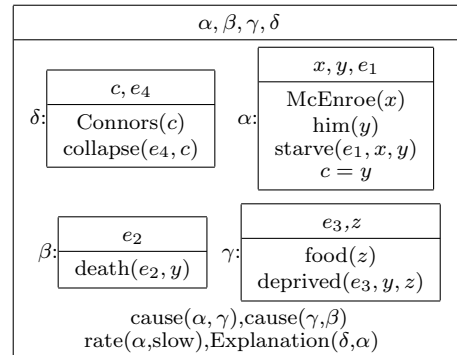 α, β, γ, δ
δ:
c, e₄
Connors(c)
collapse(e₄, c)
α:
x, y, e₁
McEnroe(x)
him(y)
starve(e₁, x, y)
c = y
β:
e₂
death(e₂, y)
γ:
e₃,z
food(z)
deprived(e₃, y, z)
cause(α, γ),cause(γ,β)
rate(α,slow),Explanation(δ,α)